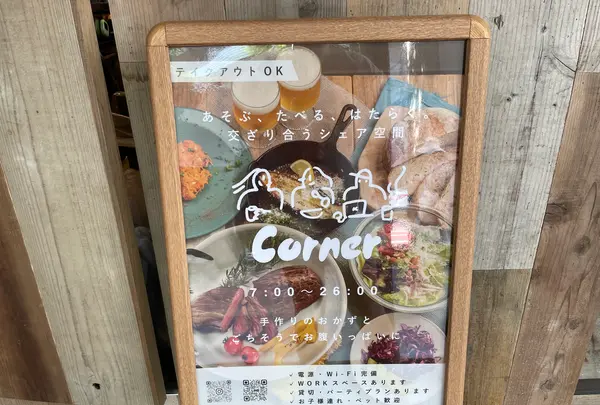 テイクアウトOK
あそぶ、たべる、はたらく。
交ざり合うシェア空間
Corner
7:00〜26:00
手作りのおかずと
ごちそうでお腹いっぱいに
✓ 電源・Wi-Fi完備
✓ WORKスペースあります
✓ 貸切・パーティプランあります
✓ お子様連れ・ペット歓迎